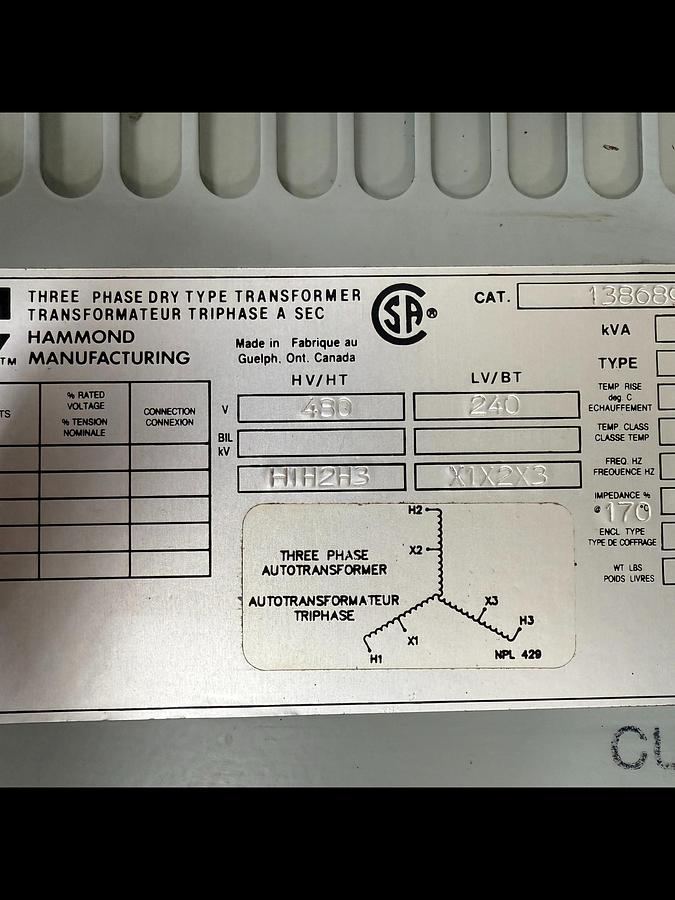 THREE PHASE DRY TYPE TRANSFORMER
TRANSFORMATEUR TRIPHASE A SEC
HAMMOND
MANUFACTURING
TM
Made in Fabrique au
Guelph, Ont. Canada
CSA ®
CAT.
kVA
TYPE
TEMP RISE
deg. C
ECHAUFFEMENT
TEMP. CLASS
CLASSE TEMP
FREQ. HZ
FREQUENCE HZ
IMPEDANCE %
@ 170 °C
ENCL TYPE
TYPE DE COFFRAGE
WT LBS
POIDS LIVRES
% RATED
VOLTAGE
% TENSION
NOMINALE
CONNECTION
CONNEXION
HV/HT LV/BT
V 480 240
BIL
kV
H1H2H3 X1X2X3
H2
X2
THREE PHASE
AUTOTRANSFORMER
AUTOTRANSFORMATEUR
TRIPHASE
X3
H3
X1
H1
NPL 429